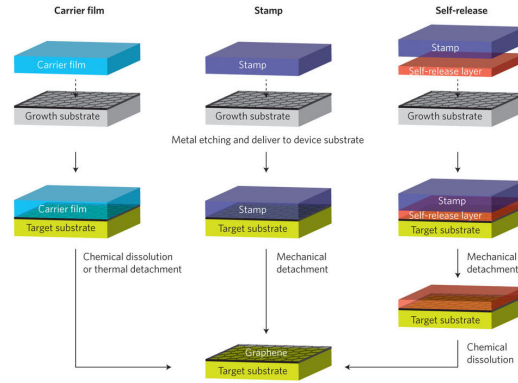 Carrier film
Stamp
Self-release
Carrier film
Stamp
Stamp
Self-release layer
Growth substrate
Growth substrate
Growth substrate
Metal etching and deliver to device substrate
Carrier film
Target substrate
Stamp
Target substrate
Stamp
Self-release layer
Target substrate
Chemical dissolution
or thermal detachment
Mechanical
detachment
Mechanical
detachment
Target substrate
Graphene
Target substrate
Chemical
dissolution